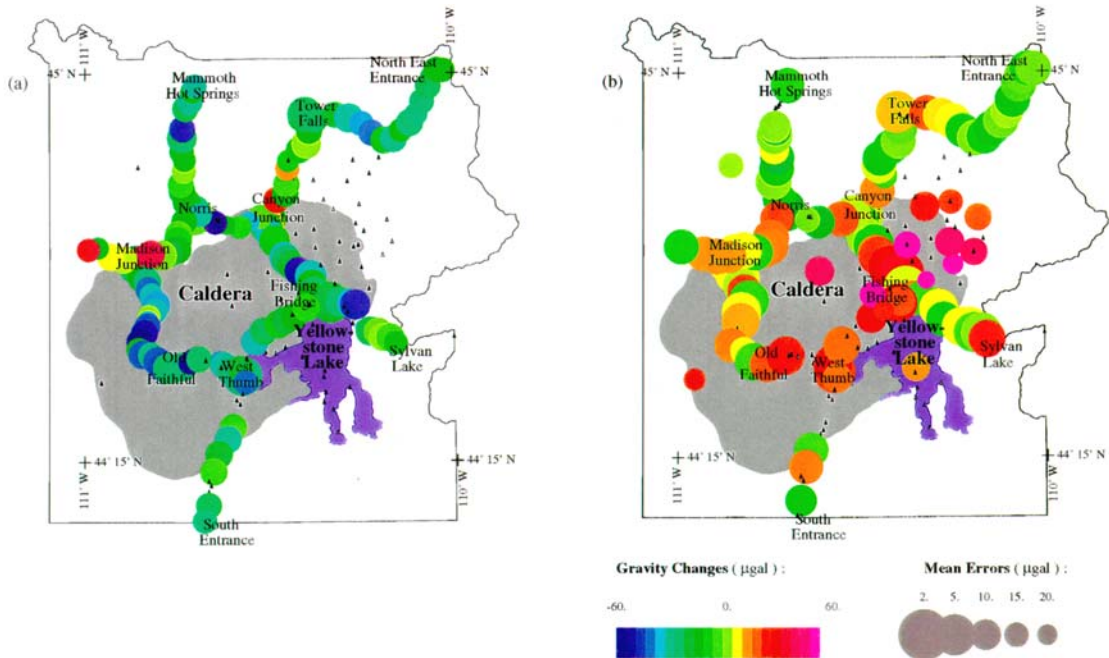 (a)
111° W
45° N
Mammoth
Hot Springs
North East
Entrance
110° W
Tower
Falls
Norris
Canyon
Junction
Madison
Junction
Caldera
Fishing
Bridge
Yellow-
stone
Lake
Old
Faithful
West
Thumb
Sylvan
Lake
44° 15' N
111° W
44° 15' N
110° W
South
Entrance
(b)
111° W
45° N
Mammoth
Hot Springs
North East
Entrance
110° W
45° N
Tower
Falls
Norris
Canyon
Junction
Madison
Junction
Caldera
Fishing
Bridge
Yellow-
stone
Lake
Old
Faithful
West
Thumb
Sylvan
Lake
44° 15' N
111° W
44° 15' N
110° W
South
Entrance
Gravity Changes ( µgal ) :
-60. 0. 60.
Mean Errors ( µgal ) :
2. 5. 10. 15. 20.